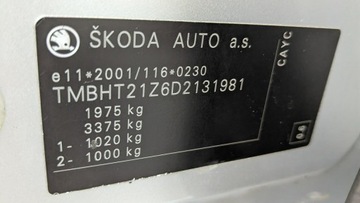 ŠKODA AUTO a.s.
e11*2001/116*0230
TMBHT21Z6D2131981
1975 kg
3375 kg
1- 1020 kg
2- 1000 kg
CAYC